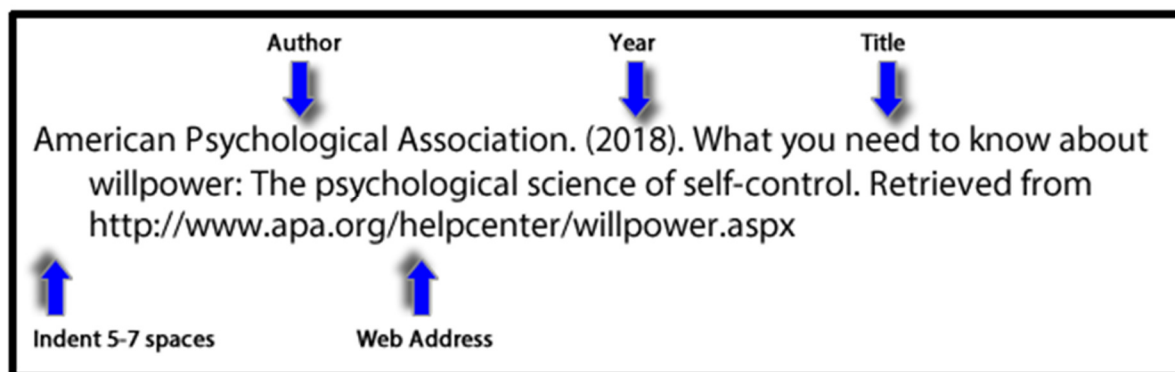 Author Year Title
American Psychological Association. (2018). What you need to know about
willpower: The psychological science of self-control. Retrieved from
http://www.apa.org/helpcenter/willpower.aspx
Indent 5-7 spaces Web Address